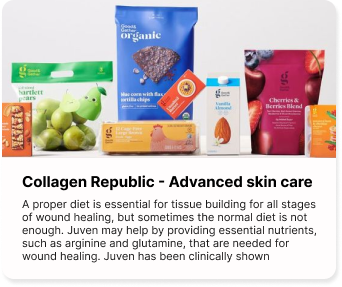 Good &
Gather
organic
blue corn with flax
tortilla chips
bartlett
pears
Vanilla
Almond
Cherries &
Berries Blend
Collagen Republic - Advanced skin care
A proper diet is essential for tissue building for all stages
of wound healing, but sometimes the normal diet is not
enough. Juven may help by providing essential nutrients,
such as arginine and glutamine, that are needed for
wound healing. Juven has been clinically shown